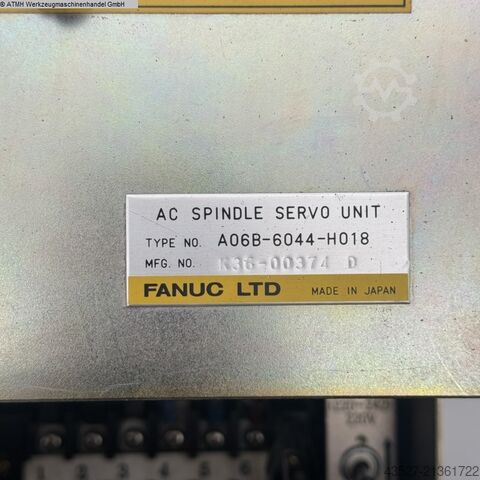 © ATMH Werkzeugmaschinenhandel GmbH
AC SPINDLE SERVO UNIT
TYPE NO. A06B-6044-H018
MFG. NO. K36-00374 D
FANUC LTD MADE IN JAPAN
1 2 3 4 5 6
43527-21361722